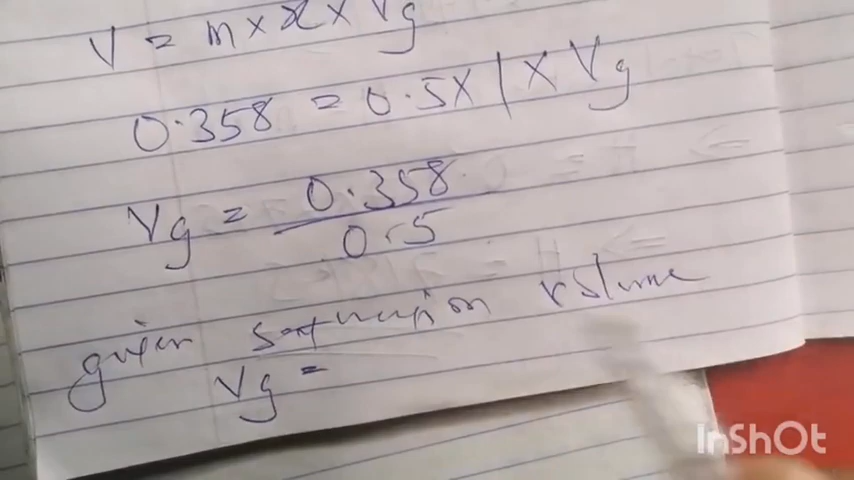 V = m × x × Vg
0.358 = 0.5 × 1 × Vg
Vg = 0.358
0.5
given saturation volume
Vg =
InShOt